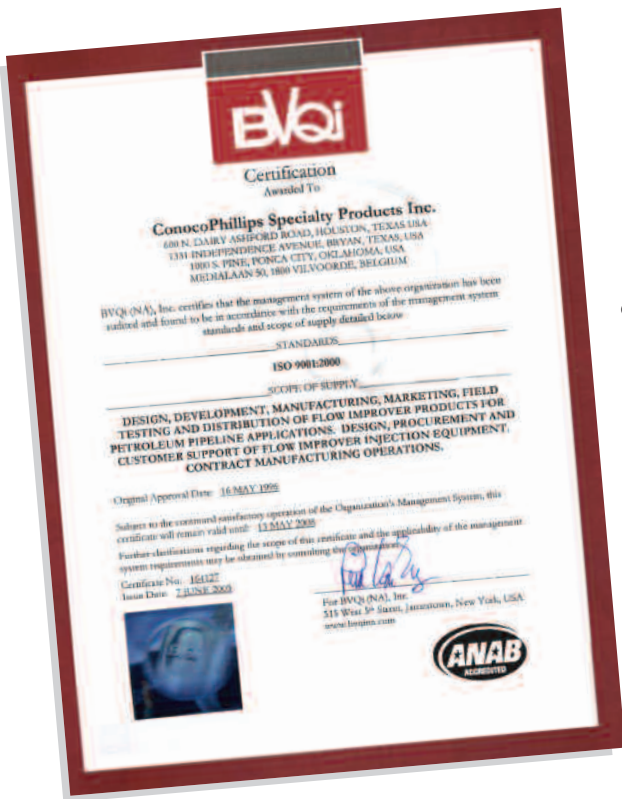 BVQi
Certification
Awarded To
ConocoPhillips Specialty Products Inc.
600 N. DAIRY ASHFORD ROAD, HOUSTON, TEXAS USA
1331 INDEPENDENCE AVENUE, BRYAN, TEXAS, USA
1000 S. PINE, PONCA CITY, OKLAHOMA, USA
MEDIALAAN 50, 1800 VILVOORDE, BELGIUM
BVQi (NA), Inc. certifies that the management system of the above organization has been
audited and found to be in accordance with the requirements of the management system
standards and scope of supply detailed below
STANDARDS
ISO 9001:2000
SCOPE OF SUPPLY
DESIGN, DEVELOPMENT, MANUFACTURING, MARKETING, FIELD
TESTING AND DISTRIBUTION OF FLOW IMPROVER PRODUCTS FOR
PETROLEUM PIPELINE APPLICATIONS. DESIGN, PROCUREMENT AND
CUSTOMER SUPPORT OF FLOW IMPROVER INJECTION EQUIPMENT.
CONTRACT MANUFACTURING OPERATIONS.
Original Approval Date: 16 MAY 1996
Subject to the continued satisfactory operation of the Organization's Management System, this
certificate will remain valid until: 13 MAY 2008
Further clarifications regarding the scope of this certificate and the applicability of the management
system requirements may be obtained by consulting the
Certificate No.
Issue Date: 7 JUNE
For BVQi (NA), Inc.
515 West 5th Street, Jamestown, New York, USA
www.bvqina.com
ANAB
ACCREDITED